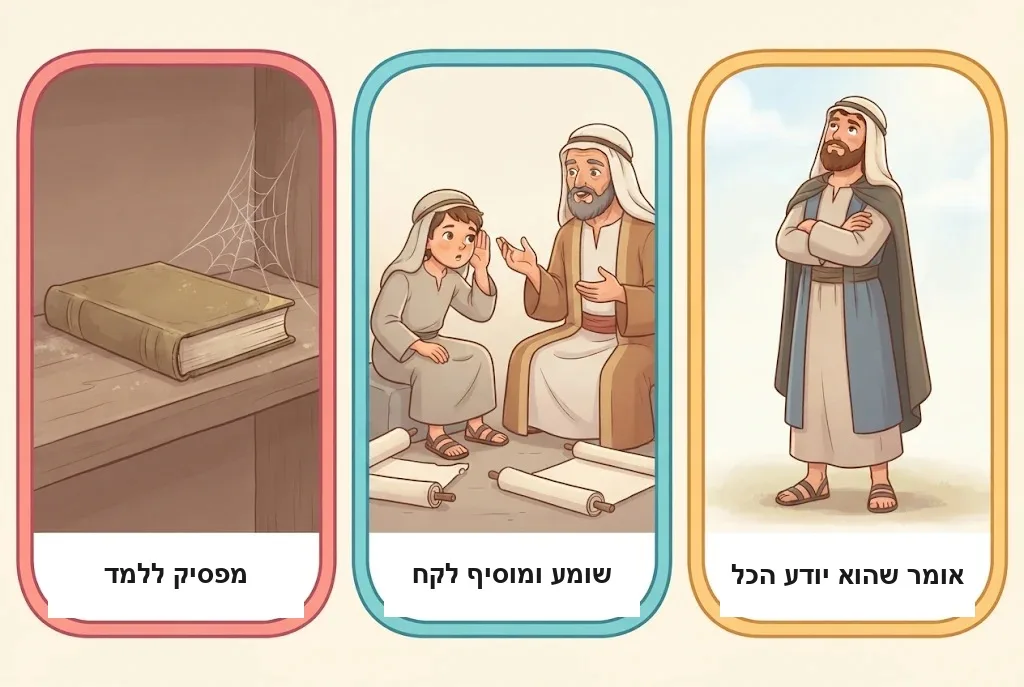 אומר שהוא יודע הכל
שומע ומוסיף לקח
מפסיק ללמד